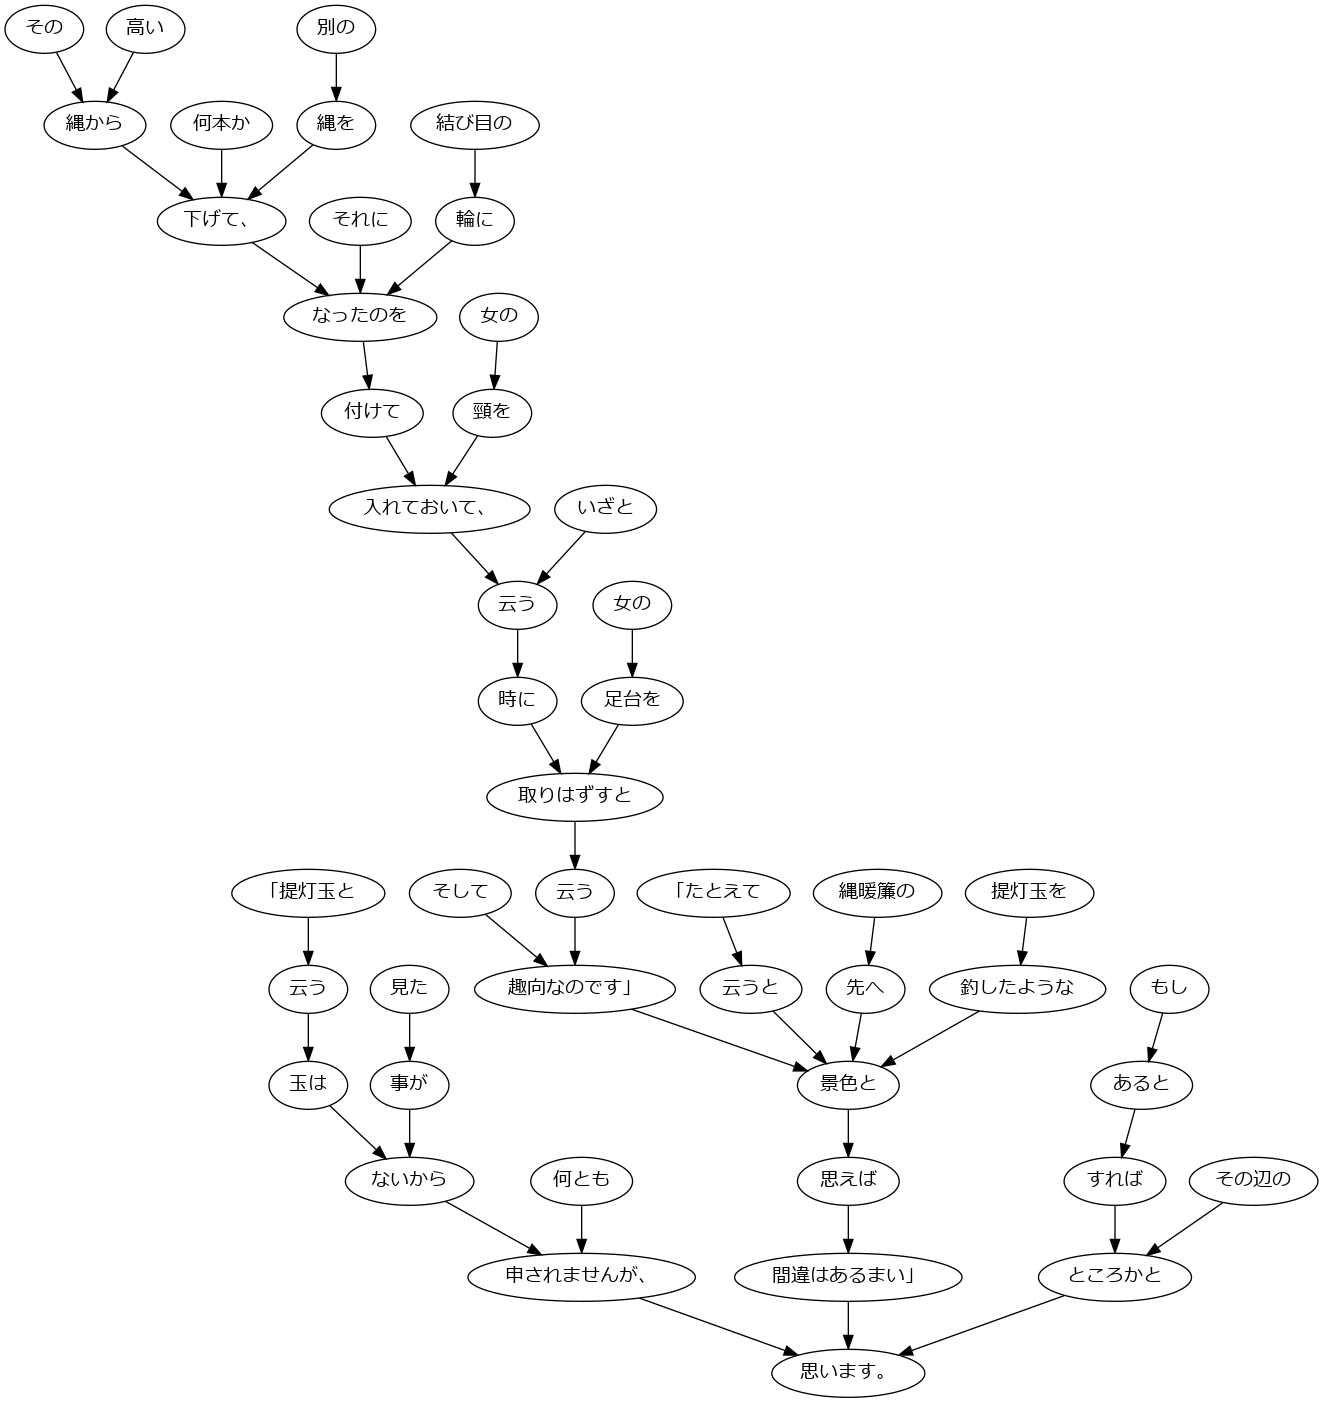 その 高い 別の
縄から 何本か 縄を 結び目の
下げて、 それに 輪に
なったのを 女の
付けて 頸を
入れておいて、 いざと
云う 女の
時に 足台を
取りはずすと
「提灯玉と そして 云う 「たとえて 縄暖簾の 提灯玉を
云う 見た 趣向なのです」 云うと 先へ 釣したような もし
玉は 事が 景色と あると
ないから 何とも 思えば すれば その辺の
申されませんが、 間違はあるまい」 ところかと
思います。